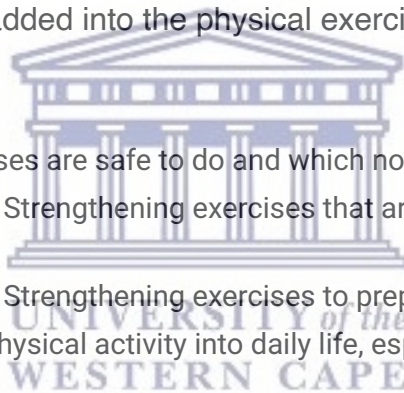 added into the physical exerci
ses are safe to do and which no
Strengthening exercises that ar
Strengthening exercises to prep
UNIVERSITY of the
hysical activity into daily life, esp
WESTERN CAPE